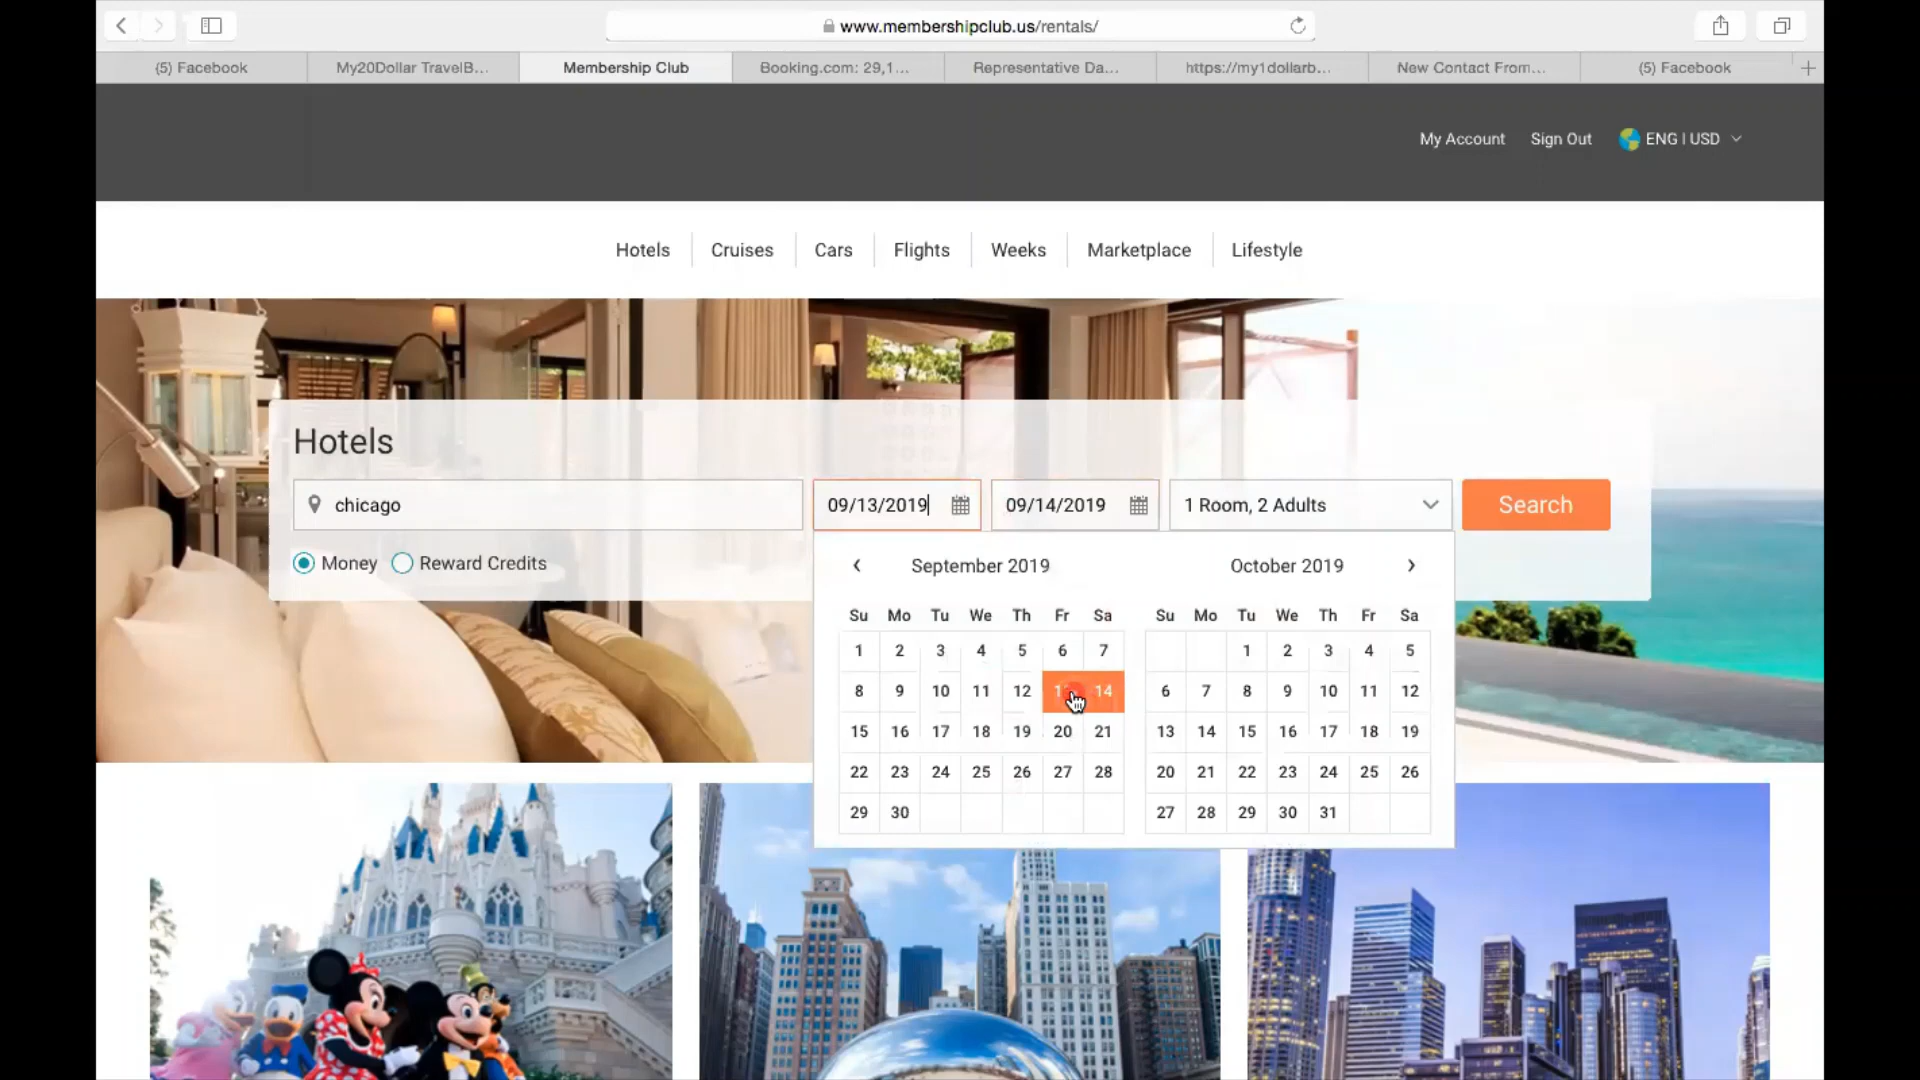 www.membershipclub.us/rentals/
(5) Facebook
My20Dollar TravelB...
Membership Club
Booking.com: 29,1...
Representative Da...
https://my1dollarb...
New Contact From...
(5) Facebook
My Account
Sign Out
ENG | USD
Hotels
Cruises
Cars
Flights
Weeks
Marketplace
Lifestyle
Hotels
chicago
09/13/2019
09/14/2019
1 Room, 2 Adults
Search
Money
Reward Credits
September 2019
Su Mo Tu We Th Fr Sa
1 2 3 4 5 6 7
8 9 10 11 12 14
15 16 17 18 19 20 21
22 23 24 25 26 27 28
29 30
October 2019
Su Mo Tu We Th Fr Sa
1 2 3 4 5
6 7 8 9 10 11 12
13 14 15 16 17 18 19
20 21 22 23 24 25 26
27 28 29 30 31